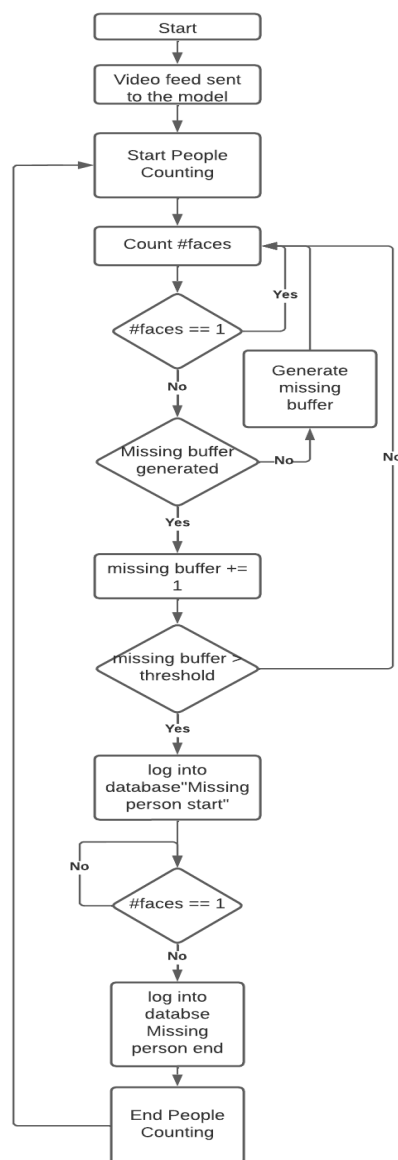 Start
Video feed sent
to the model
Start People
Counting
Count #faces
Yes
#faces == 1
Generate
missing
buffer
No
Missing buffer
generated
No
No
Yes
missing buffer +=
1
missing buffer >
threshold
Yes
log into
database"Missing
person start"
No
#faces == 1
No
log into
databse
Missing
person end
End People
Counting